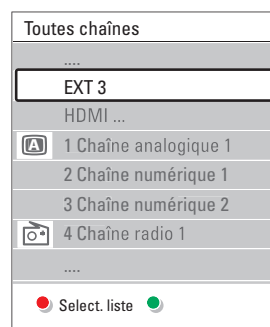 Toutes chaînes
....
EXT 3
HDMI ...
A 1 Chaîne analogique 1
2 Chaîne numérique 1
3 Chaîne numérique 2
4 Chaîne radio 1
....
Select. liste